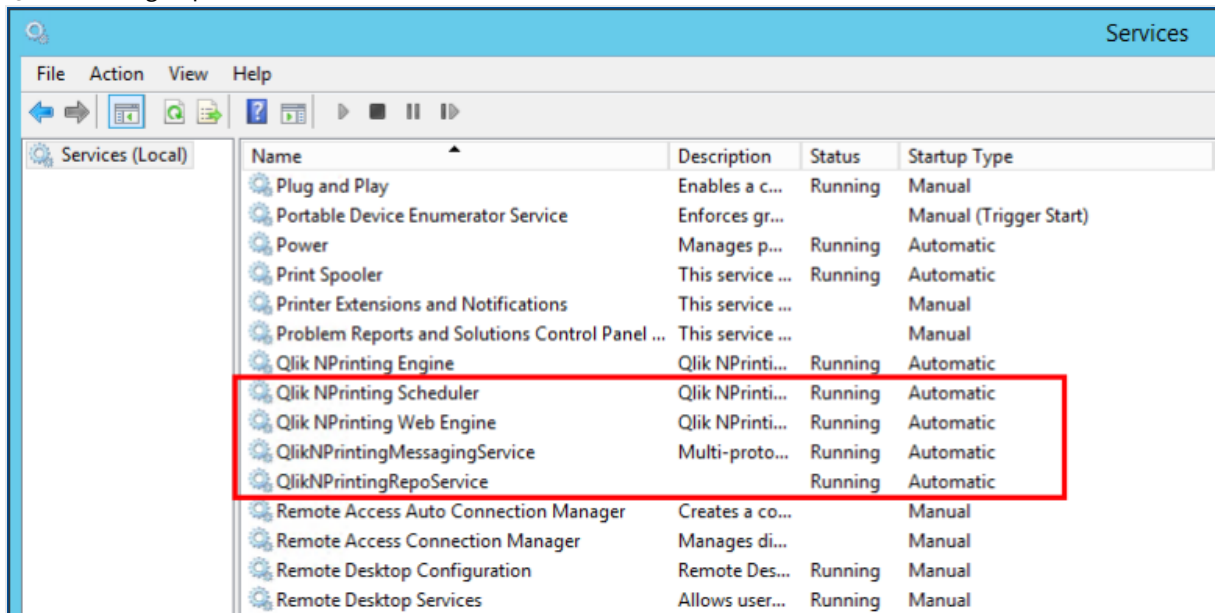 Services
File Action View Help
Services (Local)
Name Description Status Startup Type
Plug and Play Enables a c... Running Manual
Portable Device Enumerator Service Enforces gr... Manual (Trigger Start)
Power Manages p... Running Automatic
Print Spooler This service ... Running Automatic
Printer Extensions and Notifications This service ... Manual
Problem Reports and Solutions Control Panel ... This service ... Manual
Qlik NPrinting Engine Qlik NPrinti... Running Automatic
Qlik NPrinting Scheduler Qlik NPrinti... Running Automatic
Qlik NPrinting Web Engine Qlik NPrinti... Running Automatic
QlikNPrintingMessagingService Multi-proto... Running Automatic
QlikNPrintingRepoService Running Automatic
Remote Access Auto Connection Manager Creates a co... Manual
Remote Access Connection Manager Manages di... Manual
Remote Desktop Configuration Remote Des... Running Manual
Remote Desktop Services Allows user... Running Manual